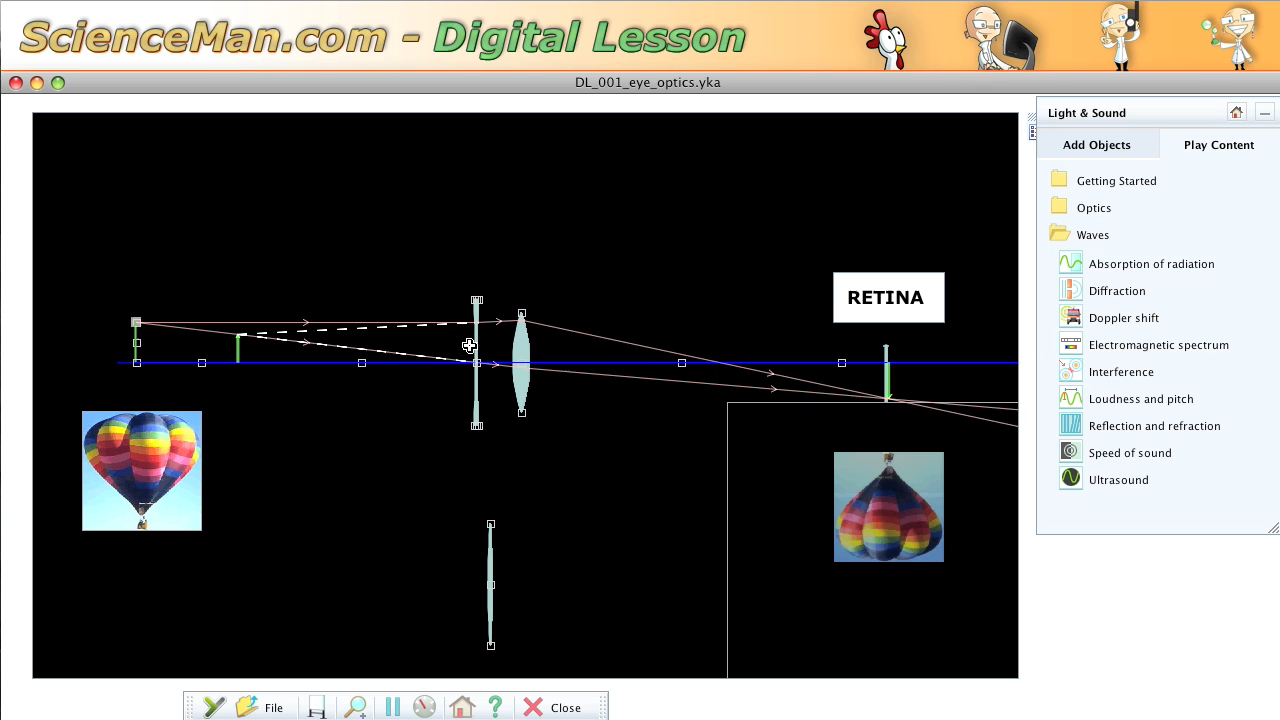 ScienceMan.com - Digital Lesson
DL_001_eye_optics.yka
Light & Sound
Add Objects
Play Content
Getting Started
Optics
Waves
Absorption of radiation
Diffraction
Doppler shift
Electromagnetic spectrum
Interference
Loudness and pitch
Reflection and refraction
Speed of sound
Ultrasound
RETINA
File
Close